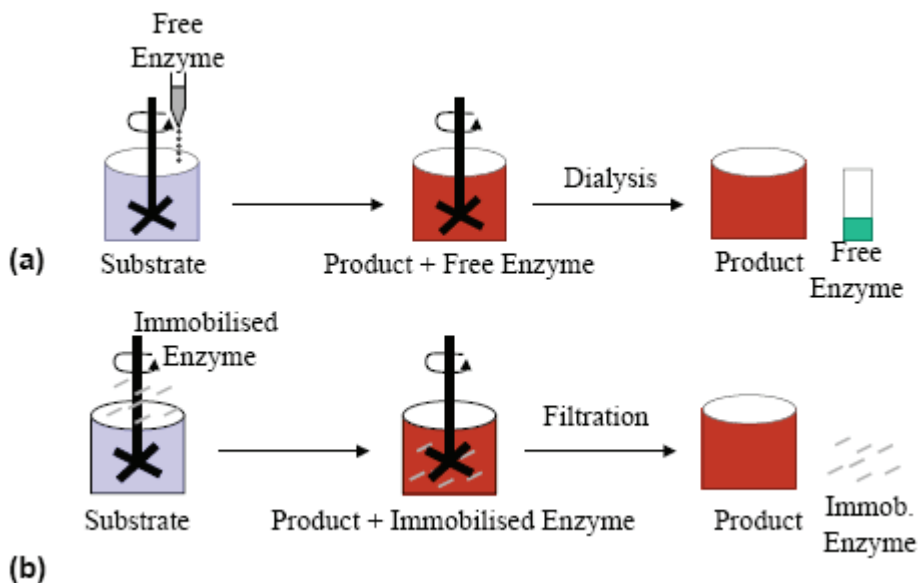 Free
Enzyme
Dialysis
(a)
Substrate
Product + Free Enzyme
Product
Free
Enzyme
Immobilised
Enzyme
Filtration
Substrate
Product + Immobilised Enzyme
Product
Immob.
Enzyme
(b)